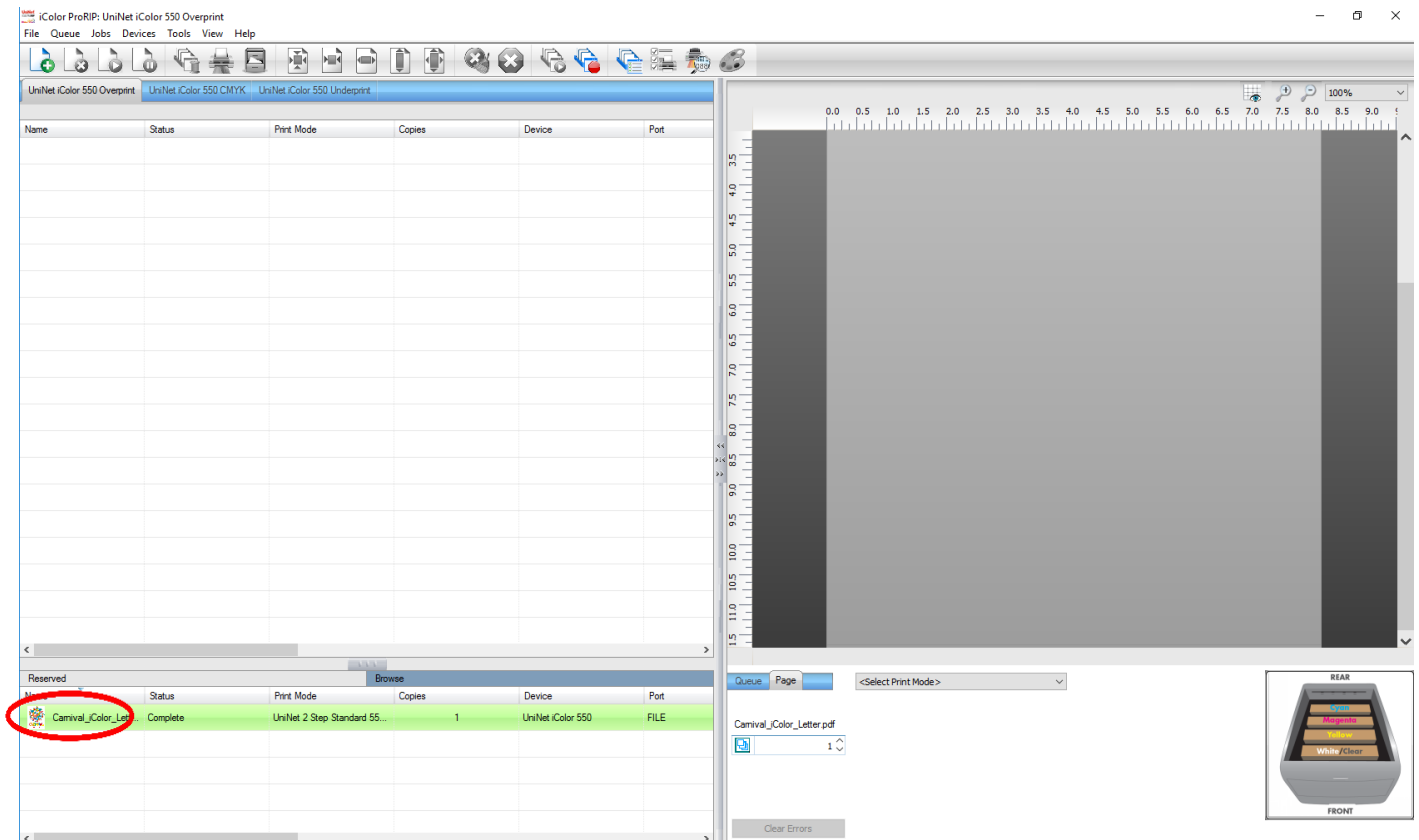 iColor ProRIP: UniNet iColor 550 Overprint
File Queue Jobs Devices Tools View Help
UniNet iColor 550 Overprint UniNet iColor 550 CMYK UniNet iColor 550 Underprint
100%
0.0 0.5 1.0 1.5 2.0 2.5 3.0 3.5 4.0 4.5 5.0 5.5 6.0 6.5 7.0 7.5 8.0 8.5 9.0
Name Status Print Mode Copies Device Port
3.5
4.0
4.5
5.0
5.5
6.0
6.5
7.0
7.5
8.0
8.5
9.0
9.5
10.0
10.5
11.0
Reserved Browse
Name Status Print Mode Copies Device Port
Carnival_iColor_Lett... Complete UniNet 2 Step Standard 55... 1 UniNet iColor 550 FILE
Queue Page <Select Print Mode>
Carnival_iColor_Letter.pdf
1
Clear Errors
REAR
Cyan
Magenta
Yellow
White/Clear
FRONT